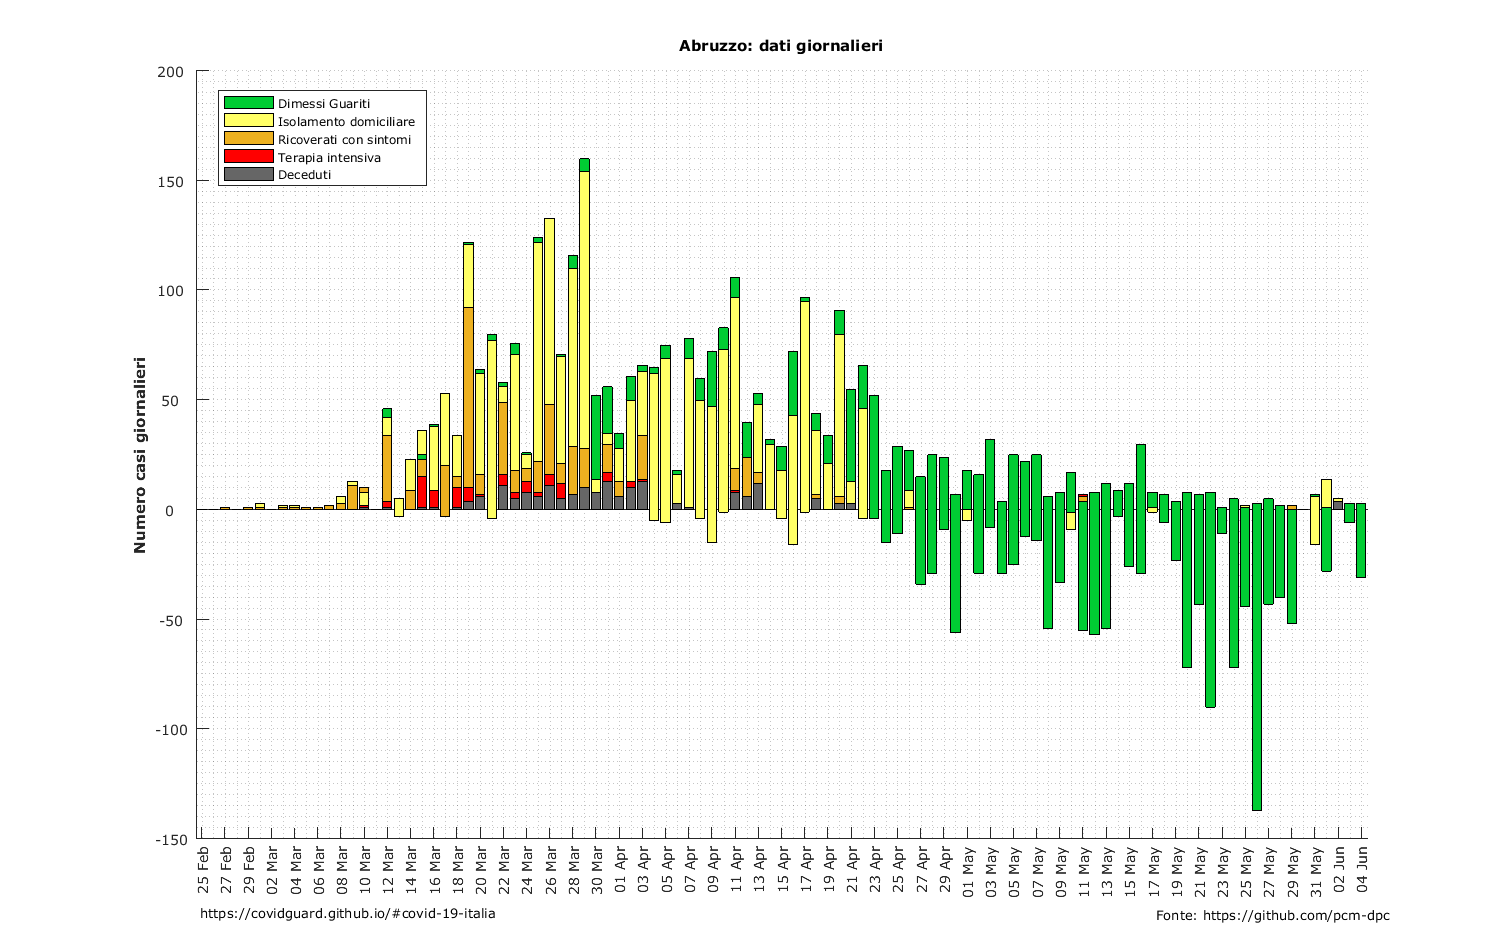 Abruzzo: dati giornalieri
200
150
100
50
0
-50
-100
-150
Numero casi giornalieri
Dimessi Guariti
Isolamento domiciliare
Ricoverati con sintomi
Terapia intensiva
Deceduti
25 Feb
27 Feb
29 Feb
02 Mar
04 Mar
06 Mar
08 Mar
10 Mar
12 Mar
14 Mar
16 Mar
18 Mar
20 Mar
22 Mar
24 Mar
26 Mar
28 Mar
30 Mar
01 Apr
03 Apr
05 Apr
07 Apr
09 Apr
11 Apr
13 Apr
15 Apr
17 Apr
19 Apr
21 Apr
23 Apr
25 Apr
27 Apr
29 Apr
01 May
03 May
05 May
07 May
09 May
11 May
13 May
15 May
17 May
19 May
21 May
23 May
25 May
27 May
29 May
31 May
02 Jun
04 Jun
https://covidguard.github.io/#covid-19-italia
Fonte: https://github.com/pcm-dpc